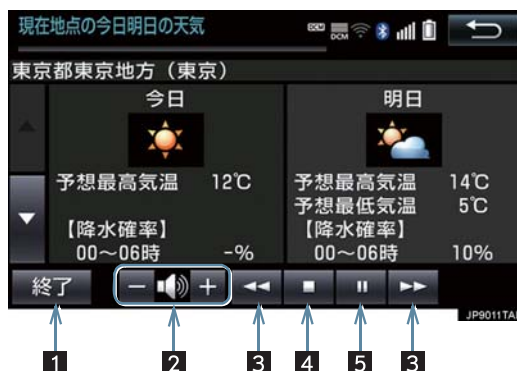 現在地点の今日明日の天気 DCM DCM
東京都東京地方（東京）
今日 明日
予想最高気温 12℃ 予想最高気温 14℃
予想最低気温 5℃
【降水確率】 【降水確率】
00～06時 -% 00～06時 10%
終了 － ＋
JP9011TAI
1 2 3 4 5 3